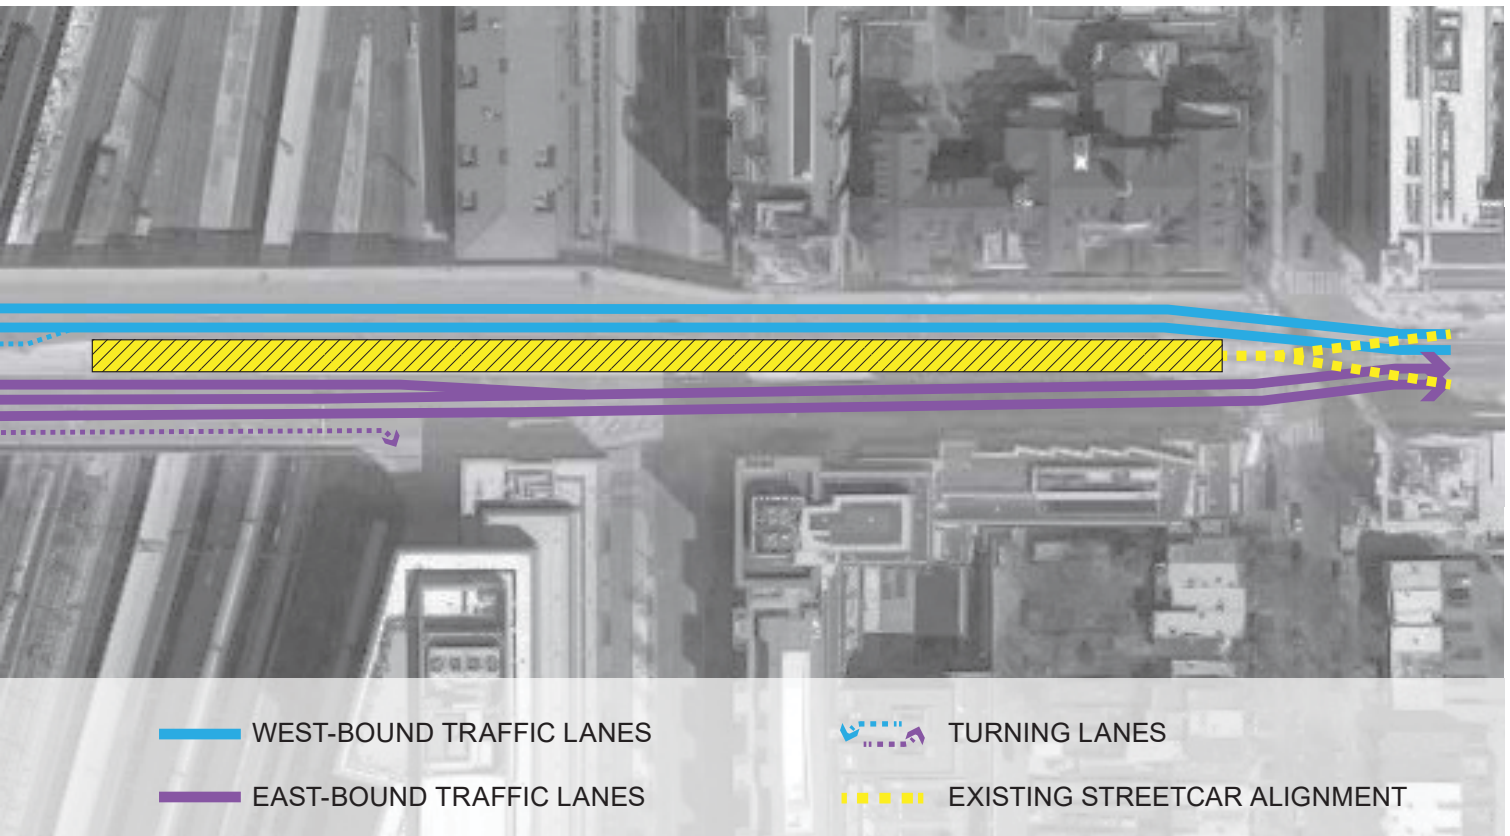 WEST-BOUND TRAFFIC LANES
TURNING LANES
EAST-BOUND TRAFFIC LANES
EXISTING STREETCAR ALIGNMENT